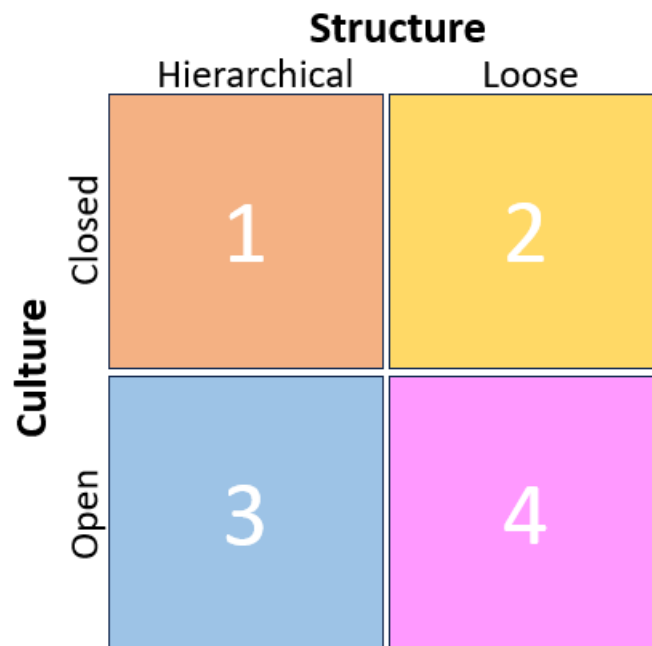 Structure
Hierarchical Loose
Culture
Closed
1 2
Open
3 4